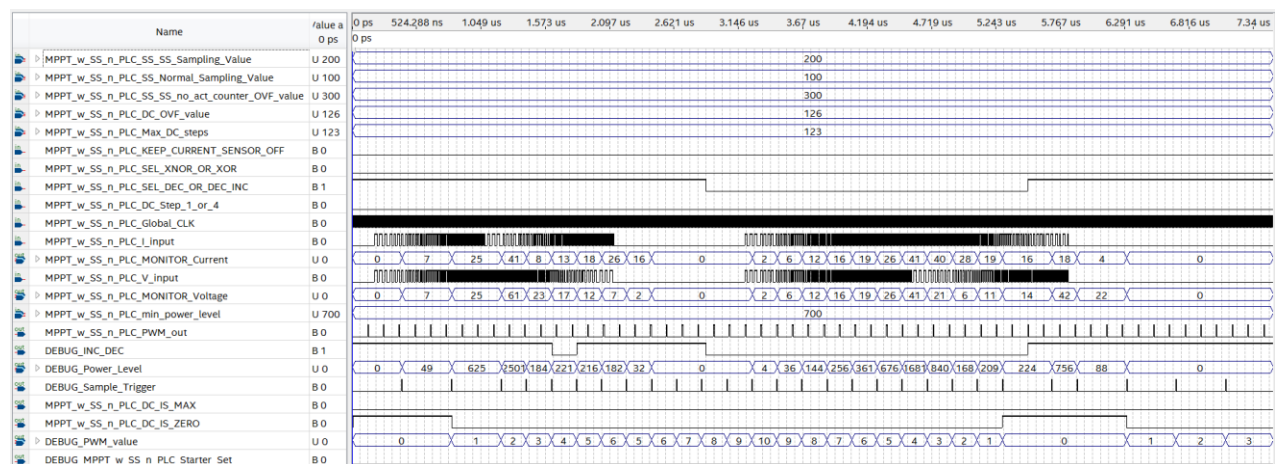 Name Value a 0 ps 524.288 ns 1.049 us 1.573 us 2.097 us 2.621 us 3.146 us 3.67 us 4.194 us 4.719 us 5.243 us 5.767 us 6.291 us 6.816 us 7.34 us
0 ps 0 ps
MPPT_w_SS_n_PLC_SS_SS_Sampling_Value U 200 200
MPPT_w_SS_n_PLC_SS_Normal_Sampling_Value U 100 100
MPPT_w_SS_n_PLC_SS_SS_no_act_counter_OVF_value U 300 300
MPPT_w_SS_n_PLC_DC_OVF_value U 126 126
MPPT_w_SS_n_PLC_Max_DC_steps U 123 123
MPPT_w_SS_n_PLC_KEEP_CURRENT_SENSOR_OFF B 0
MPPT_w_SS_n_PLC_SEL_XNOR_OR_XOR B 0
MPPT_w_SS_n_PLC_SEL_DEC_OR_DEC_INC B 1
MPPT_w_SS_n_PLC_DC_Step_1_or_4 B 0
MPPT_w_SS_n_PLC_Global_CLK B 0
MPPT_w_SS_n_PLC_I_input B 0
MPPT_w_SS_n_PLC_MONITOR_Current U 0 0 7 25 41 8 13 18 26 16 0 2 6 12 16 19 26 41 40 28 19 16 18 4 0
MPPT_w_SS_n_PLC_V_input B 0
MPPT_w_SS_n_PLC_MONITOR_Voltage U 0 0 7 25 61 23 17 12 7 2 0 2 6 12 16 19 26 41 21 6 11 14 42 22 0
MPPT_w_SS_n_PLC_min_power_level U 700 700
MPPT_w_SS_n_PLC_PWM_out B 0
DEBUG_INC_DEC B 1
DEBUG_Power_Level U 0 0 49 625 2501 184 221 216 182 32 0 4 36 144 256 361 676 1681 840 168 209 224 756 88 0
DEBUG_Sample_Trigger B 0
MPPT_w_SS_n_PLC_DC_IS_MAX B 0
MPPT_w_SS_n_PLC_DC_IS_ZERO B 0
DEBUG_PWM_value U 0 0 1 2 3 4 5 6 5 6 7 8 9 10 9 8 7 6 5 4 3 2 1 0 1 2 3
DEBUG_MPPT_w_SS_n_PLC_Starter_Set B 0